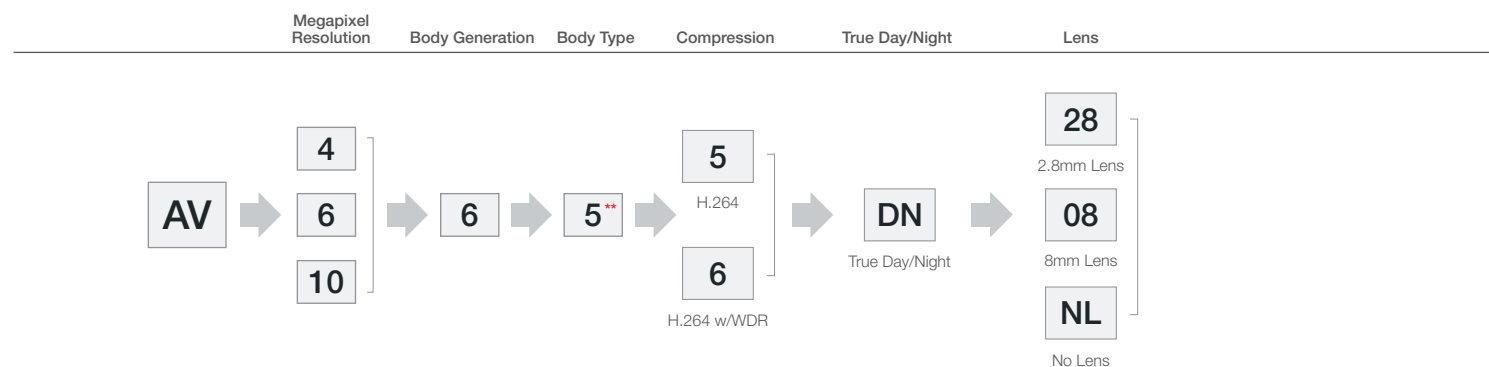 Megapixel
Resolution
Body Generation
Body Type
Compression
True Day/Night
Lens
AV
4
6
10
6
5**
5
H.264
6
H.264 w/WDR
DN
True Day/Night
28
2.8mm Lens
08
8mm Lens
NL
No Lens